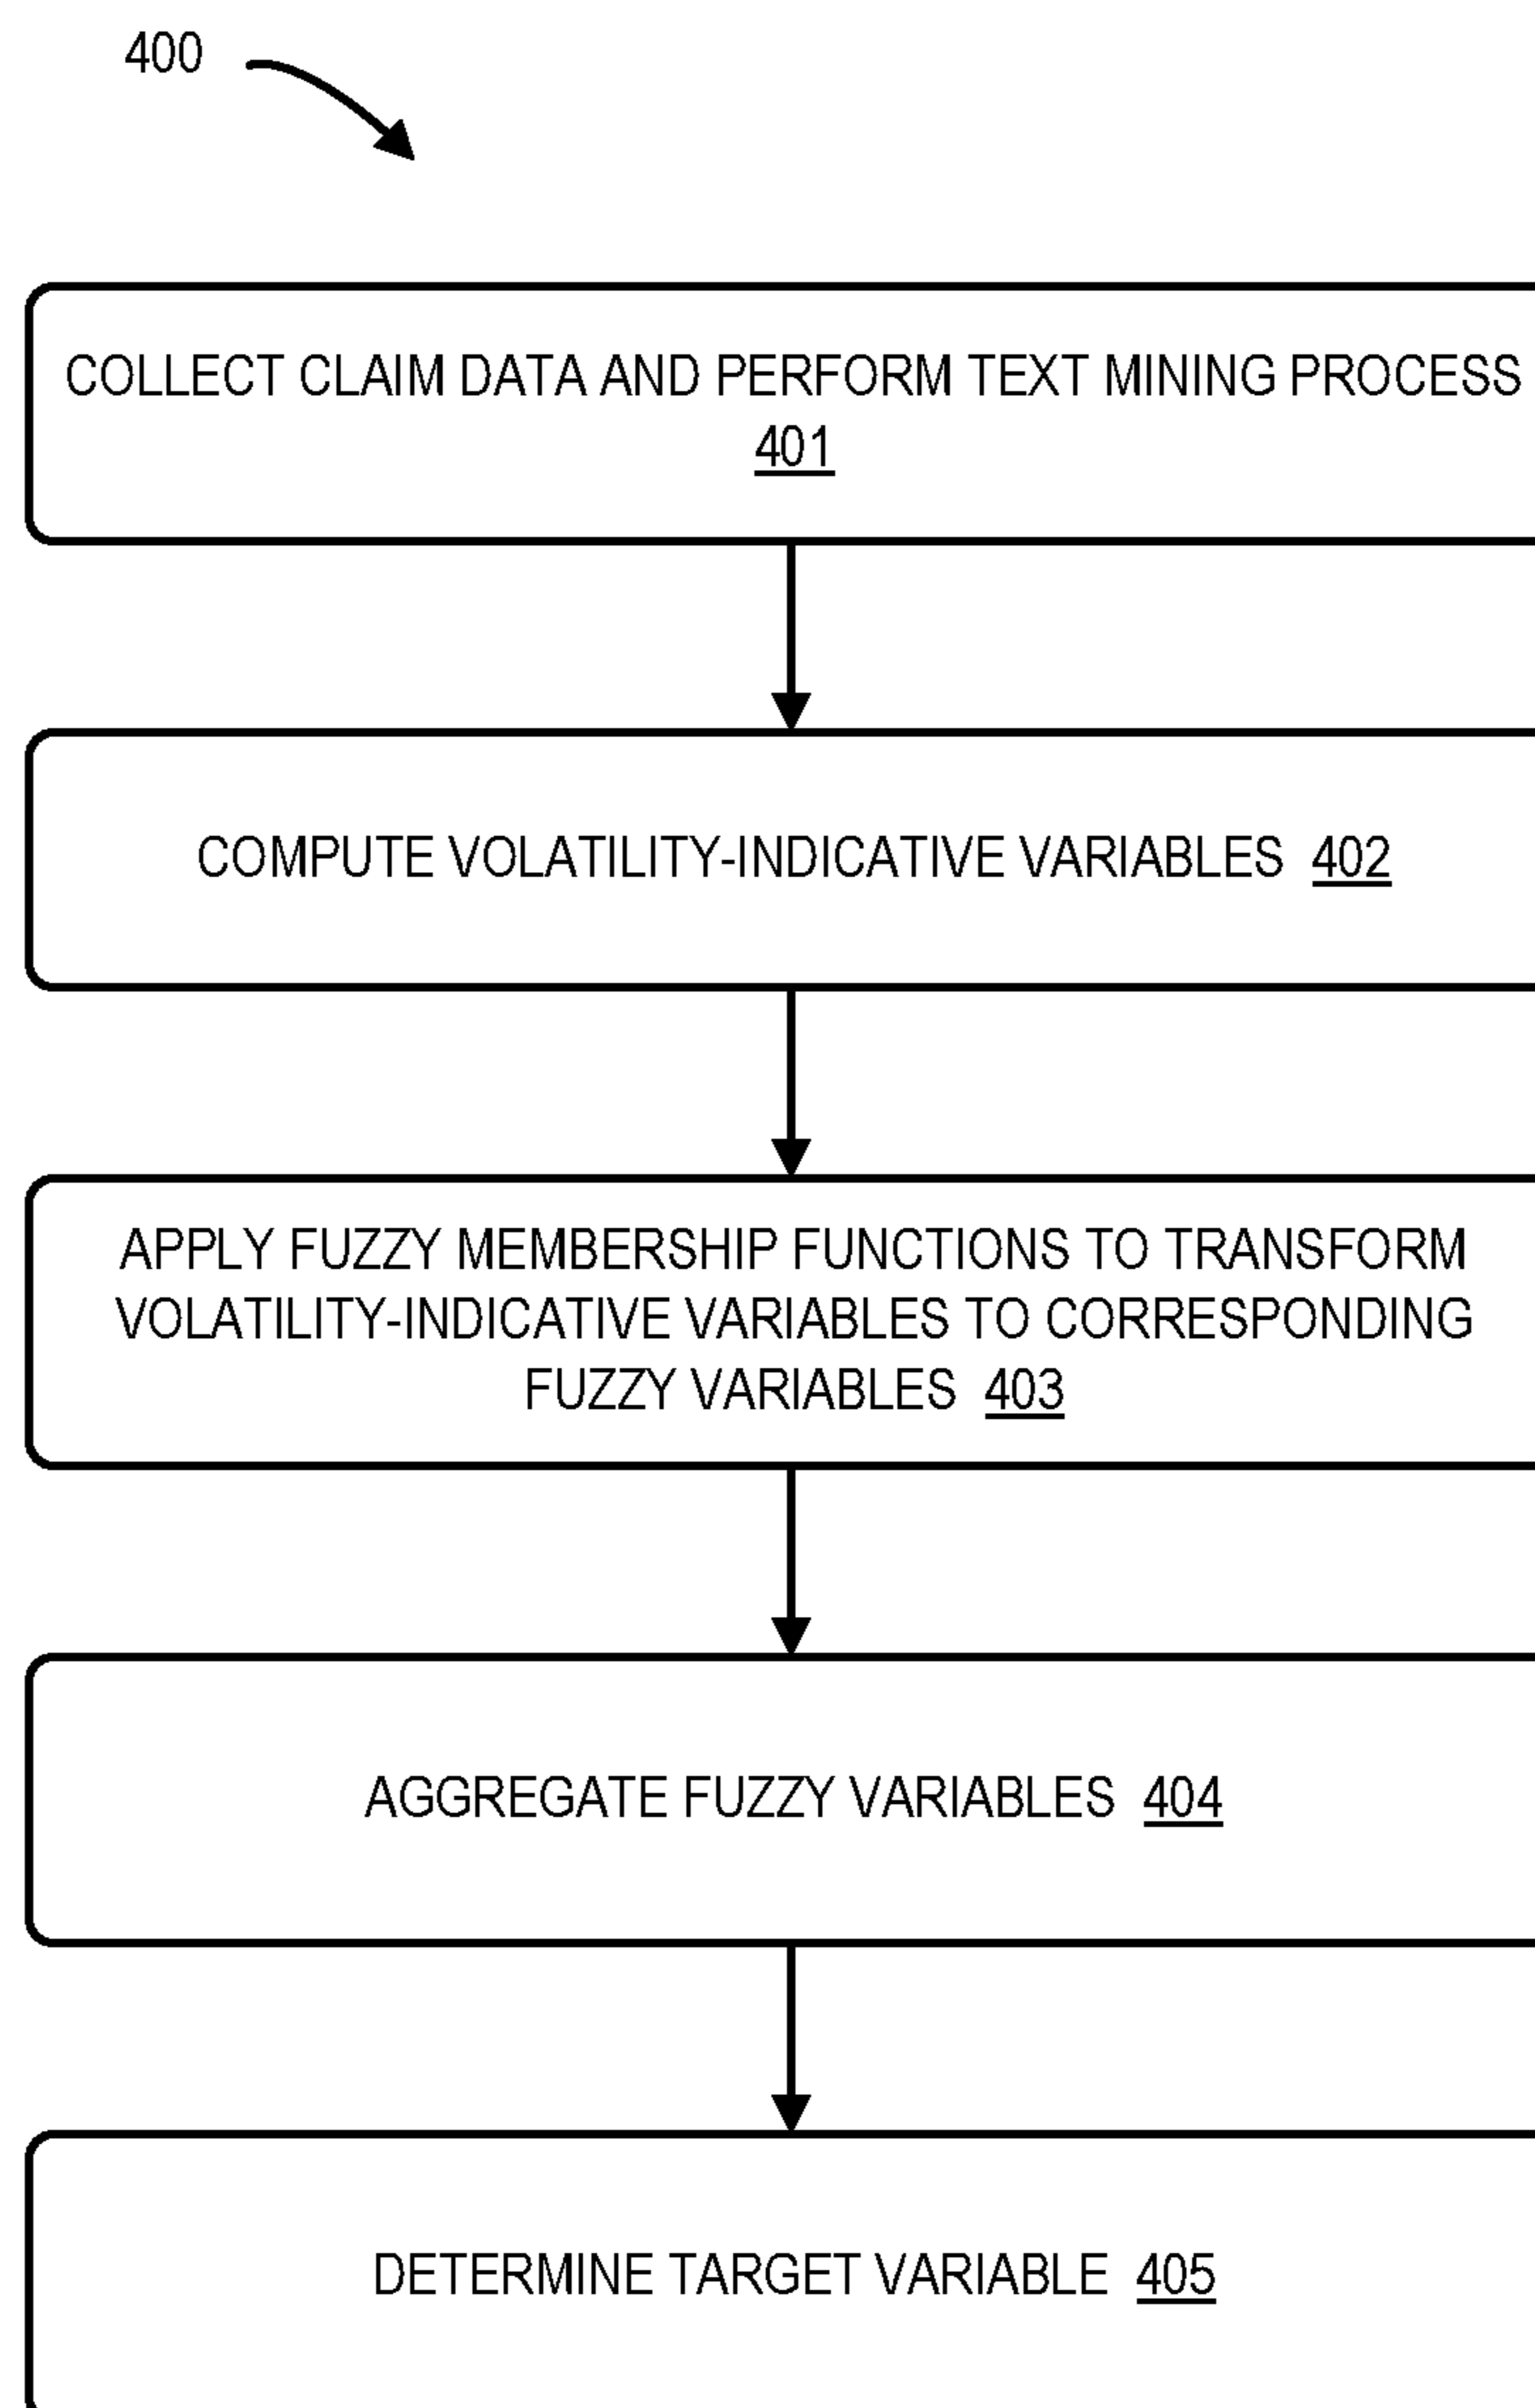 400
COLLECT CLAIM DATA AND PERFORM TEXT MINING PROCESS
401
COMPUTE VOLATILITY-INDICATIVE VARIABLES 402
APPLY FUZZY MEMBERSHIP FUNCTIONS TO TRANSFORM
VOLATILITY-INDICATIVE VARIABLES TO CORRESPONDING
FUZZY VARIABLES 403
AGGREGATE FUZZY VARIABLES 404
DETERMINE TARGET VARIABLE 405